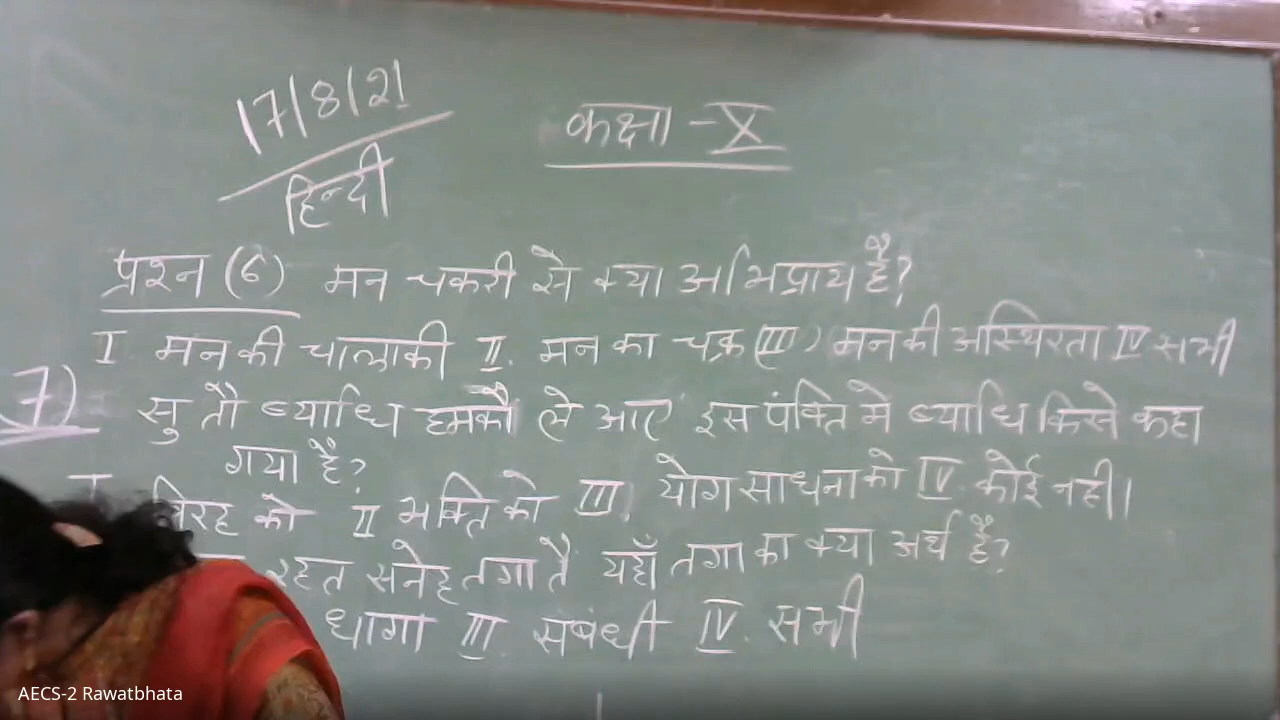 17/8/21
हिन्दी
कक्षा - X
प्रश्न (6) मन चकरी से क्या अभिप्राय है?
I मन की चालाकी II. मन का चक्र (III) मन की अस्थिरता IV सभी
7) सु तौ ब्याधि हमकौ ले आए इस पंक्ति मे ब्याधि किसे कहा
गया है?
I विरह को II भक्ति को III. योग साधना को IV. कोई नही।
रहत सनेह तगा तै यहाँ तगा का क्या अर्थ है?
धागा III. संबंधी IV. सभी
AECS-2 Rawatbhata